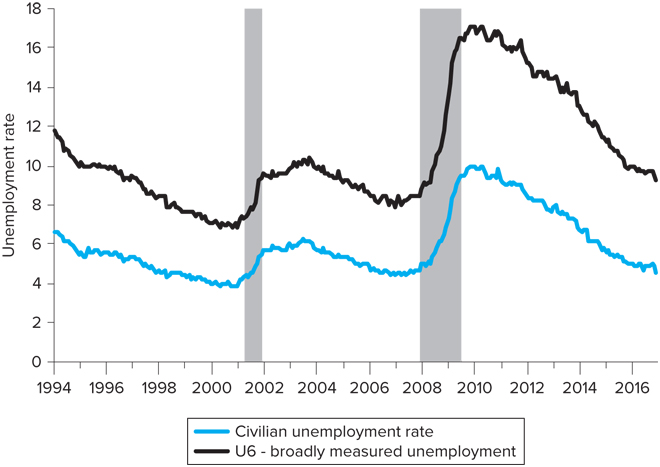 18
16
14
12
10
8
6
4
2
0
Unemployment rate
1994 1996 1998 2000 2002 2004 2006 2008 2010 2012 2014 2016
Civilian unemployment rate
U6 - broadly measured unemployment